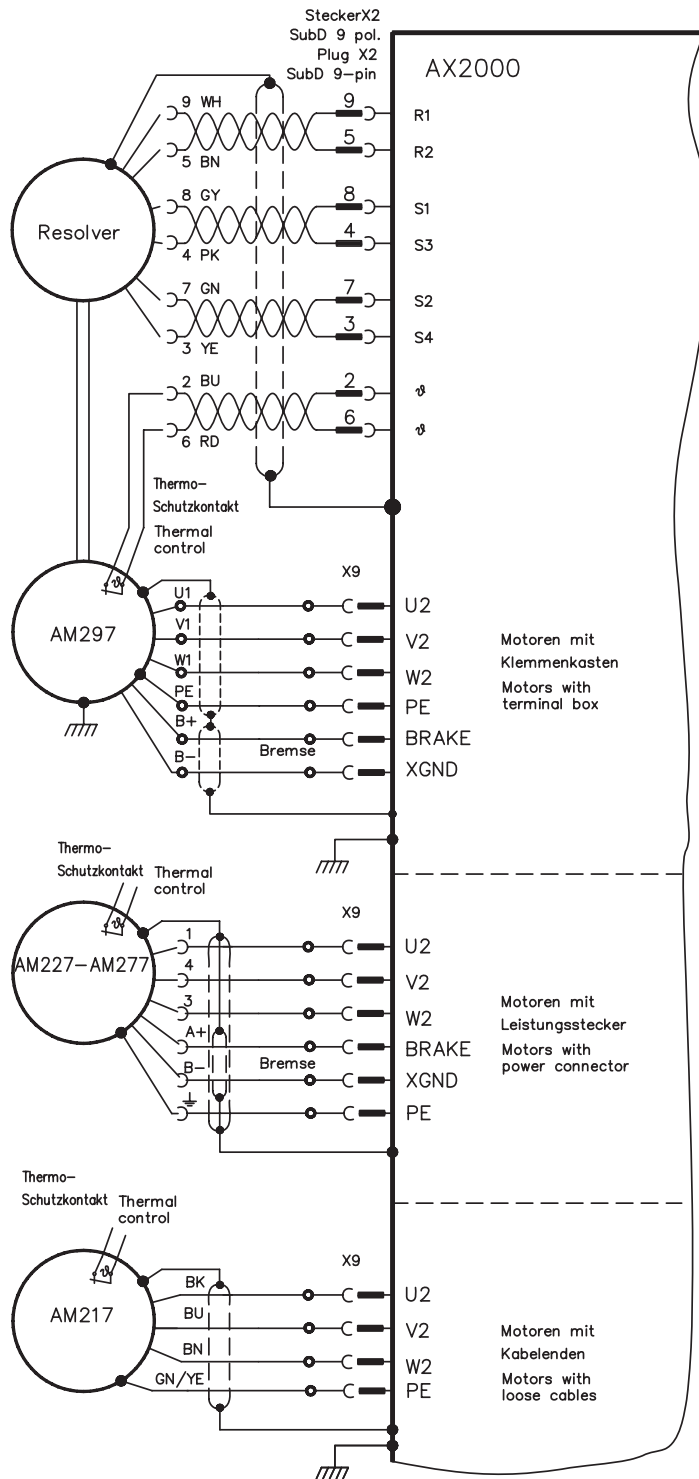 SteckerX2
SubD 9 pol.
Plug X2
SubD 9-pin
AX2000
9 WH 9 R1
5 BN 5 R2
Resolver
8 GY 8 S1
4 PK 4 S3
7 GN 7 S2
3 YE 3 S4
2 BU 2 ϑ
6 RD 6 ϑ
Thermo-
Schutzkontakt
Thermal
control
ϑ
X9
AM297
U1 U2
V1 V2
W1 W2
PE PE
B+ BRAKE
B- Bremse XGND
Motoren mit
Klemmenkasten
Motors with
terminal box
Thermo-
Schutzkontakt
Thermal
control
ϑ
X9
AM227-AM277
1 U2
4 V2
3 W2
A+ BRAKE
B- Bremse XGND
PE
Motoren mit
Leistungsstecker
Motors with
power connector
Thermo-
Schutzkontakt
Thermal
control
ϑ
X9
AM217
BK U2
BU V2
BN W2
GN/YE PE
Motoren mit
Kabelenden
Motors with
loose cables